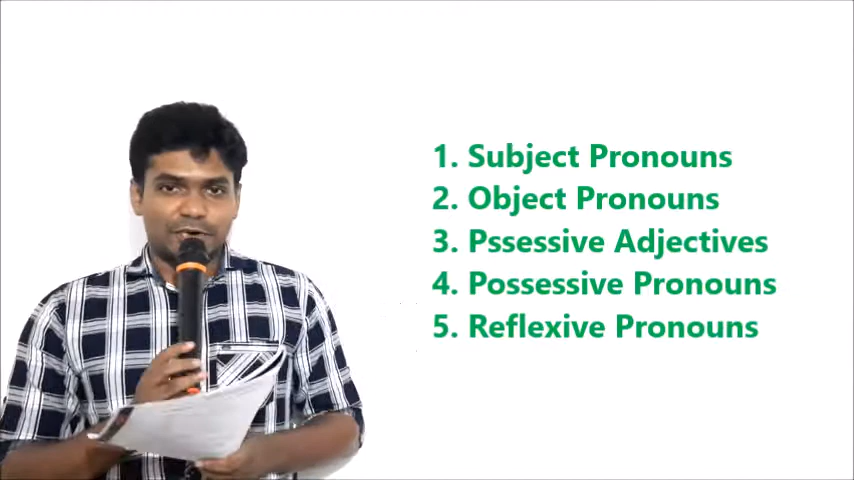 1. Subject Pronouns
2. Object Pronouns
3. Pssessive Adjectives
4. Possessive Pronouns
5. Reflexive Pronouns